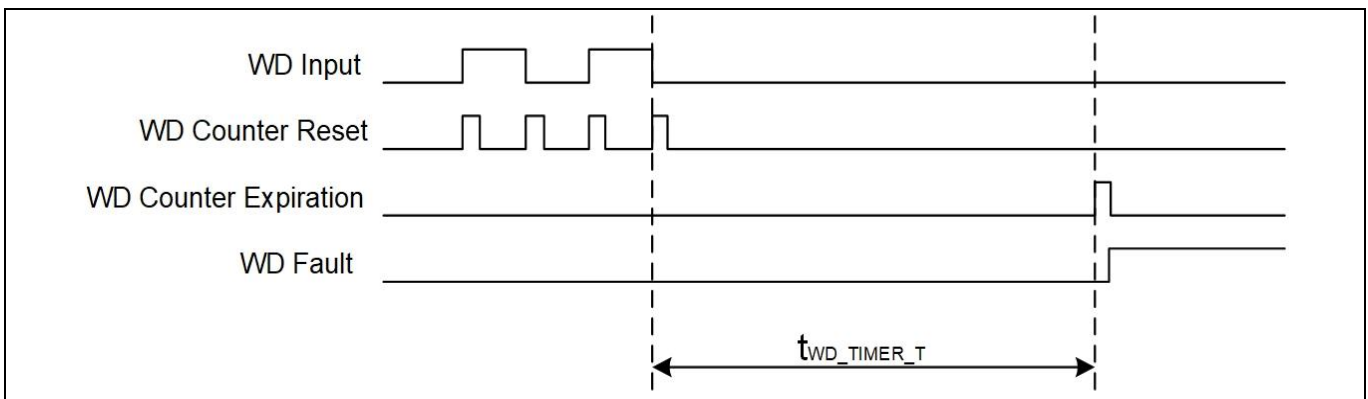 WD Input
WD Counter Reset
WD Counter Expiration
WD Fault
tWD_TIMER_T